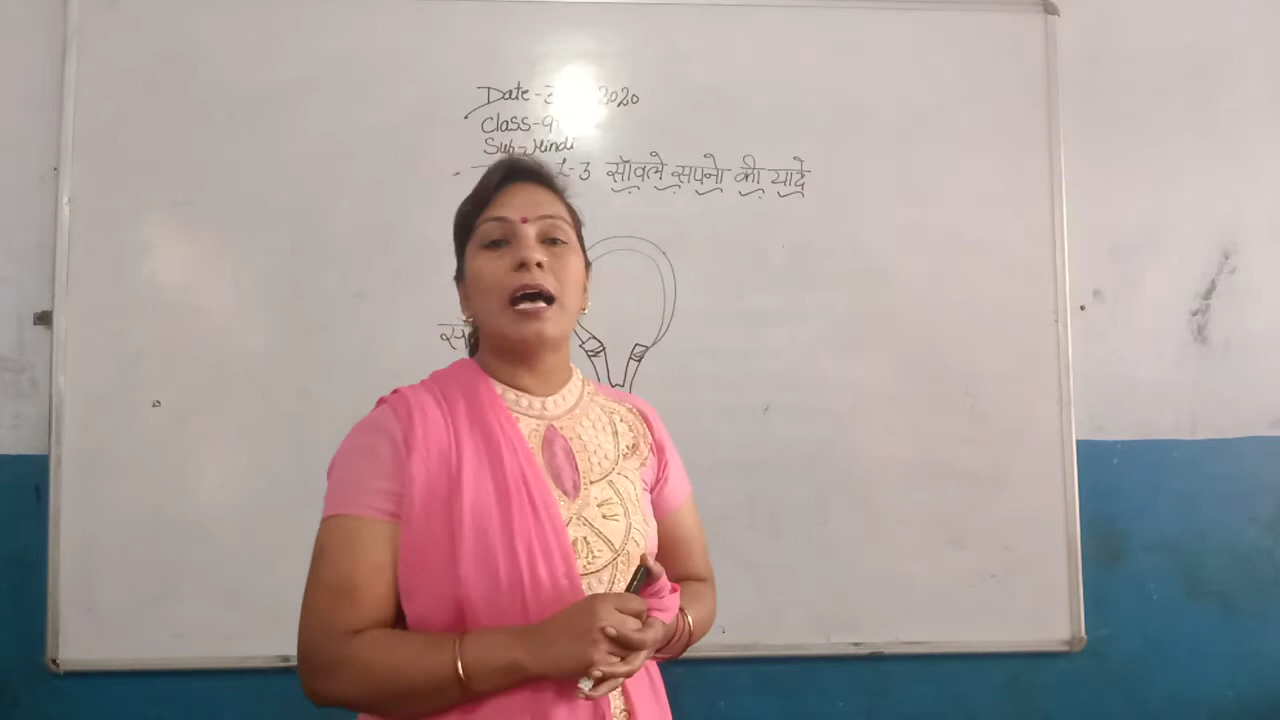 Date- 2020
Class-9
Sub-Hindi
L-3 साँवले सपनो की यादे